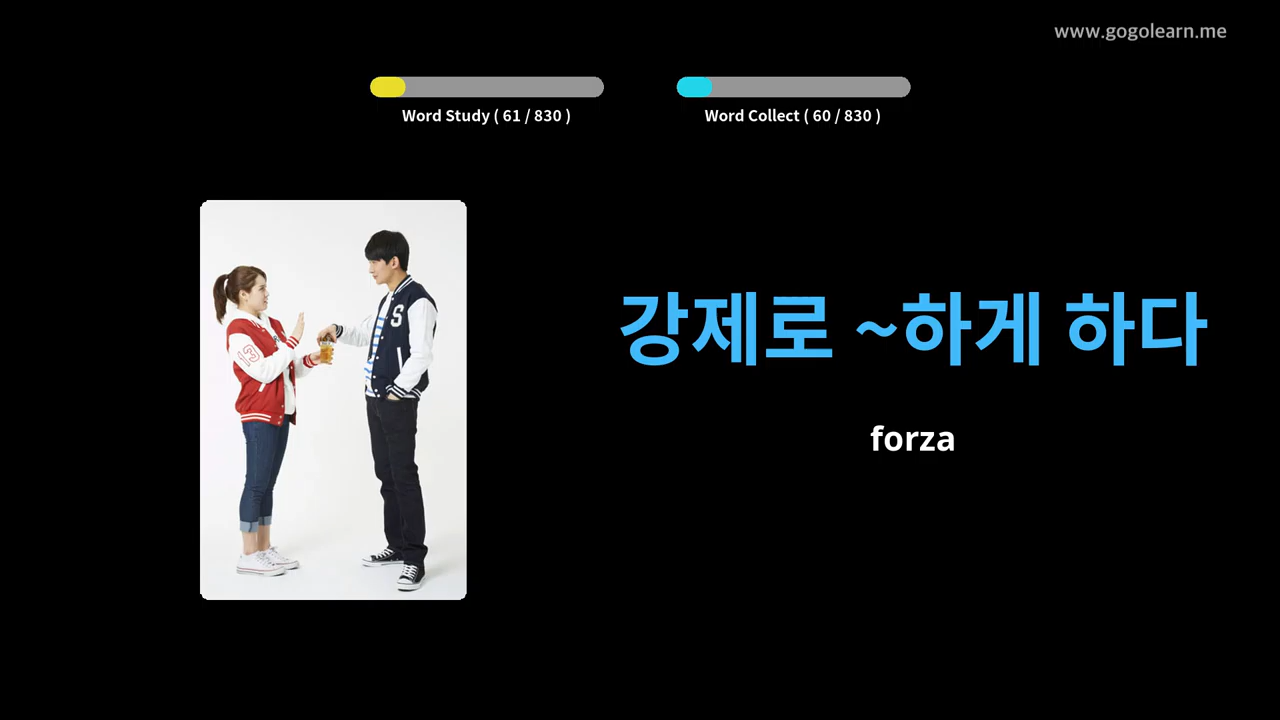 www.gogolearn.me
Word Study ( 61 / 830 )
Word Collect ( 60 / 830 )
강제로 ~하게 하다
forza
13
S